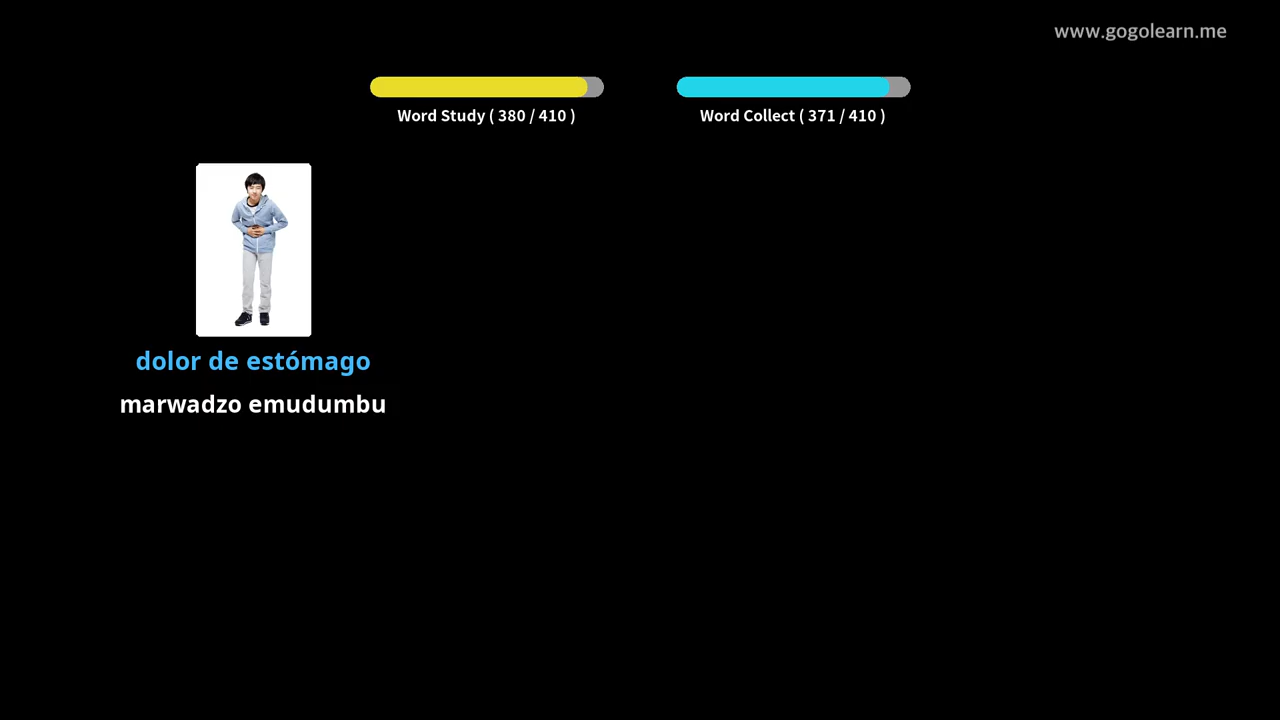 www.gogolearn.me
Word Study ( 380 / 410 )
Word Collect ( 371 / 410 )
dolor de estómago
marwadzo emudumbu